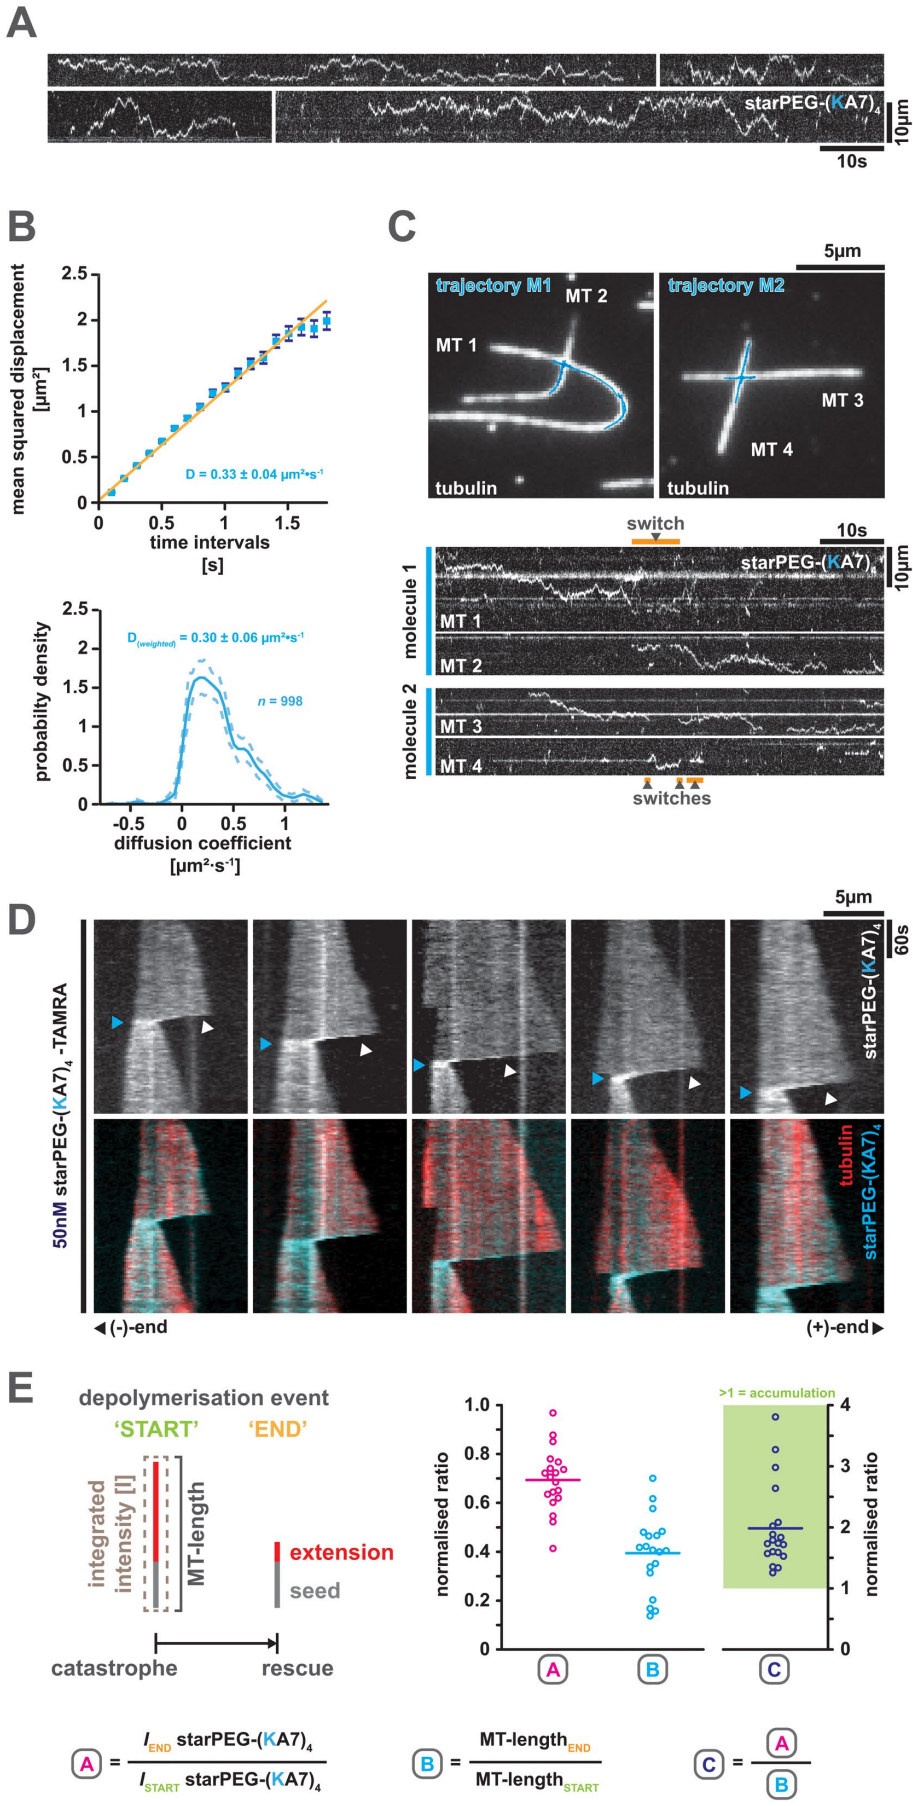 A
starPEG-(KA7)4
10µm
10s
B
mean squared displacement
[µm²]
2.5
2
1.5
1
0.5
0
D = 0.33 ± 0.04 µm²•s-1
0
0.5
1
1.5
time intervals
[s]
probabilty density
2.5
2
1.5
1
0.5
0
D(weighted) = 0.30 ± 0.06 µm²•s-1
n = 998
-0.5
0
0.5
1
diffusion coefficient
[µm²·s-1]
C
5µm
trajectory M1
MT 2
MT 1
tubulin
trajectory M2
MT 3
MT 4
tubulin
switch
10s
10µm
molecule 1
starPEG-(KA7)4
MT 1
MT 2
molecule 2
MT 3
MT 4
switches
D
5µm
60s
50nM starPEG-(KA7)4 -TAMRA
starPEG-(KA7)4
tubulin
starPEG-(KA7)4
(-)-end
(+)-end
E
depolymerisation event
'START'
'END'
integrated
intensity [I]
MT-length
extension
seed
catastrophe
rescue
normalised ratio
1.0
0.8
0.6
0.4
0.2
0
A
B
>1 = accumulation
4
3
2
1
0
normalised ratio
C
A = IEND starPEG-(KA7)4
ISTART starPEG-(KA7)4
B = MT-lengthEND
MT-lengthSTART
C = A
B